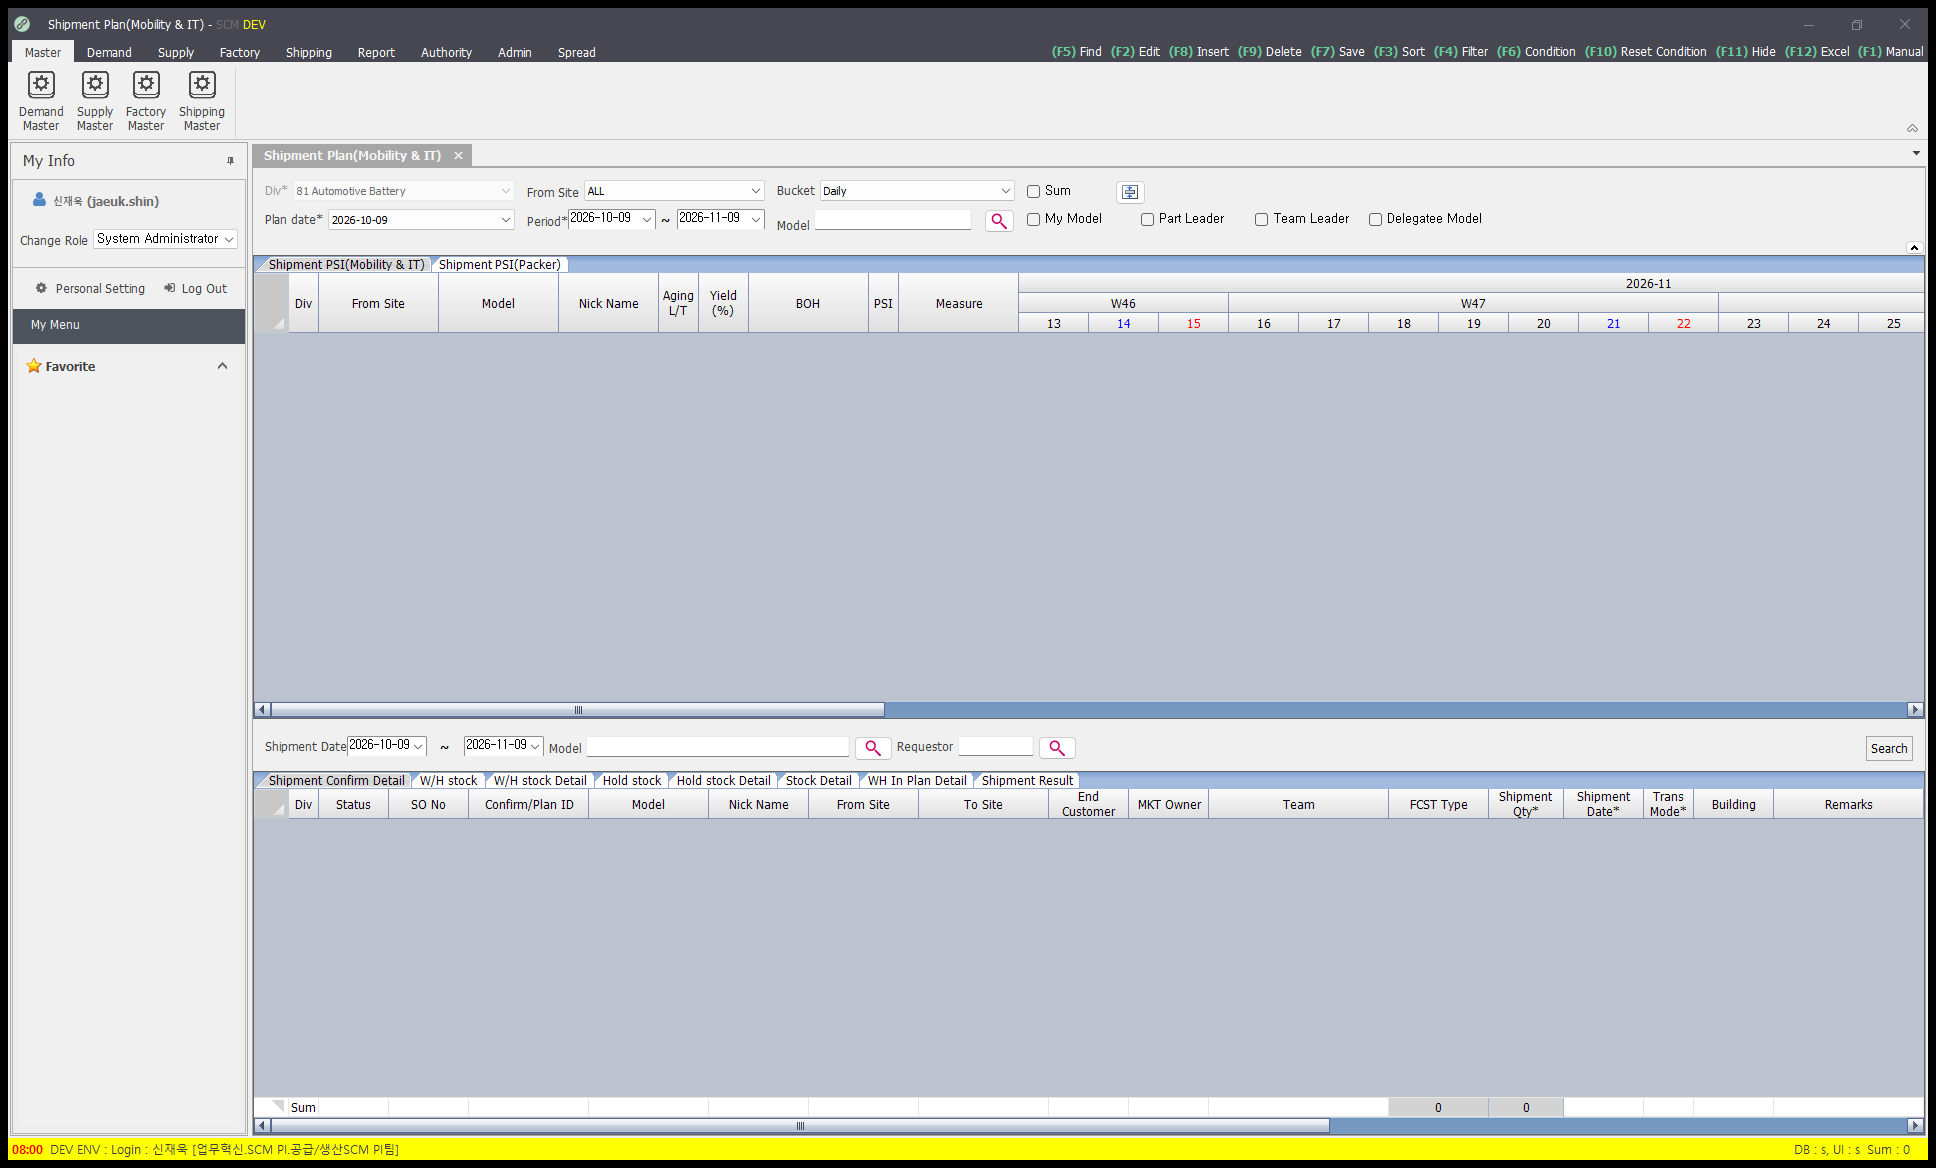 Shipment Plan(Mobility & IT) - SCM DEV
Master Demand Supply Factory Shipping Report Authority Admin Spread (F5) Find (F2) Edit (F8) Insert (F9) Delete (F7) Save (F3) Sort (F4) Filter (F6) Condition (F10) Reset Condition (F11) Hide (F12) Excel (F1) Manual
Demand Master Supply Master Factory Master Shipping Master
My Info
신재욱 (jaeuk.shin)
Change Role System Administrator
Personal Setting Log Out
My Menu
Favorite
Shipment Plan(Mobility & IT)
Div* 81 Automotive Battery From Site ALL Bucket Daily Sum
Plan date* 2026-10-09 Period* 2026-10-09 ~ 2026-11-09 Model My Model Part Leader Team Leader Delegatee Model
Shipment PSI(Mobility & IT) Shipment PSI(Packer)
Div From Site Model Nick Name Aging L/T Yield (%) BOH PSI Measure
2026-11
W46 W47
13 14 15 16 17 18 19 20 21 22 23 24 25
Shipment Date 2026-10-09 ~ 2026-11-09 Model Requestor Search
Shipment Confirm Detail W/H stock W/H stock Detail Hold stock Hold stock Detail Stock Detail WH In Plan Detail Shipment Result
Div Status SO No Confirm/Plan ID Model Nick Name From Site To Site End Customer MKT Owner Team FCST Type Shipment Qty* Shipment Date* Trans Mode* Building Remarks
Sum 0 0
08:00 DEV ENV : Login : 신재욱 [업무혁신.SCM PI.공급/생산SCM PI팀] DB : s, UI : s Sum : 0